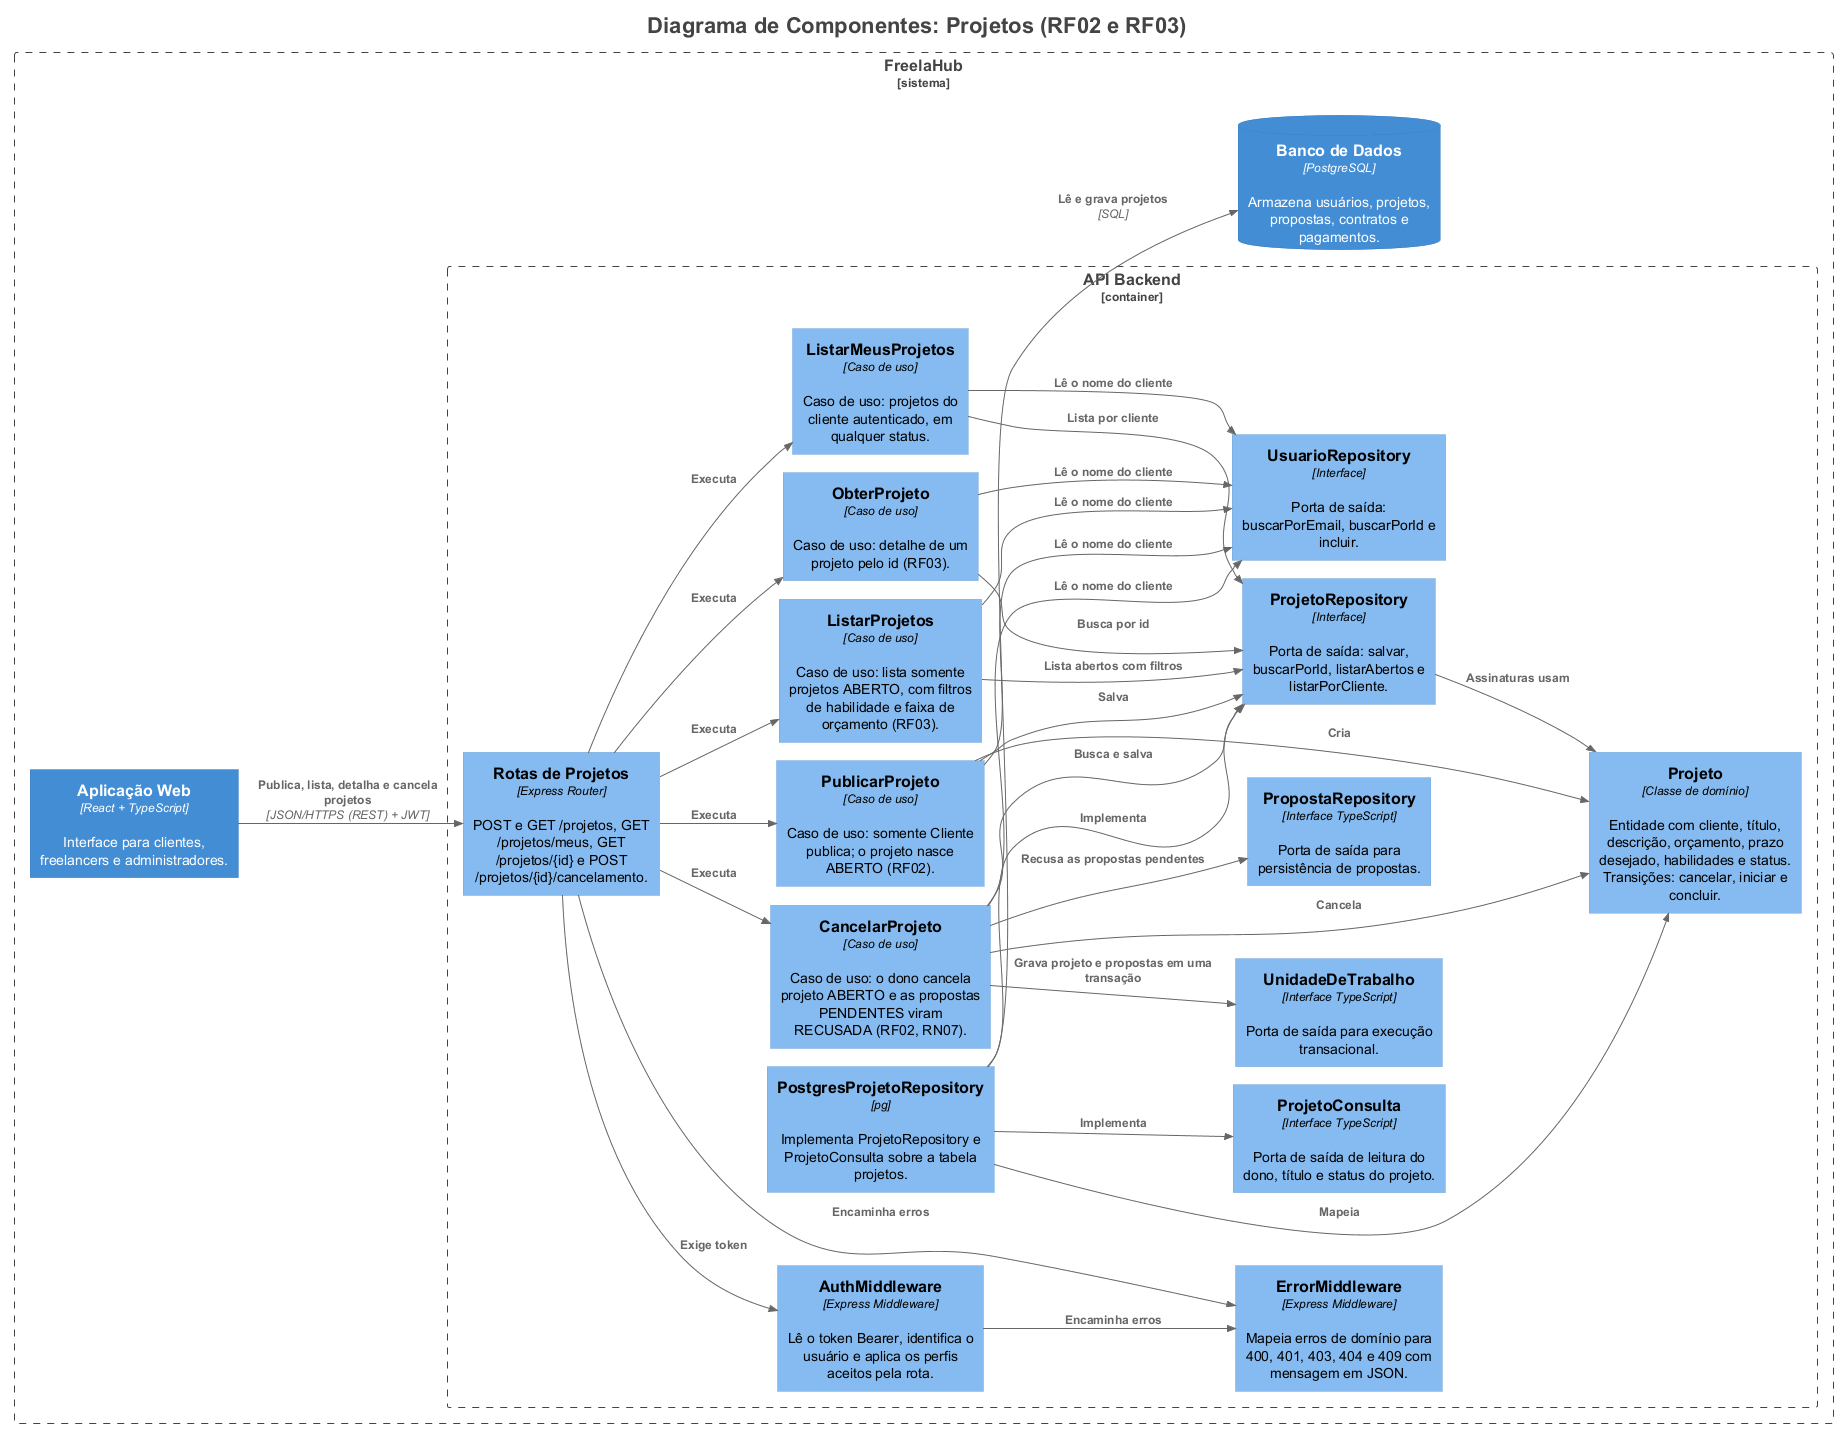 Diagrama de Componentes: Projetos (RF02 e RF03)
FreelaHub
[sistema]
Banco de Dados
[PostgreSQL]
Armazena usuários, projetos,
propostas, contratos e
pagamentos.
Lê e grava projetos
[SQL]
API Backend
[container]
ListarMeusProjetos
[Caso de uso]
Caso de uso: projetos do
cliente autenticado, em
qualquer status.
Lê o nome do cliente
Lista por cliente
Executa
UsuarioRepository
[Interface]
Porta de saída:
buscarPorEmail, buscarPorId e
incluir.
ObterProjeto
[Caso de uso]
Caso de uso: detalhe de um
projeto pelo id (RF03).
Lê o nome do cliente
Lê o nome do cliente
Lê o nome do cliente
Lê o nome do cliente
Executa
Busca por id
ProjetoRepository
[Interface]
Porta de saída: salvar,
buscarPorId, listarAbertos e
listarPorCliente.
ListarProjetos
[Caso de uso]
Caso de uso: lista somente
projetos ABERTO, com filtros
de habilidade e faixa de
orçamento (RF03).
Lista abertos com filtros
Assinaturas usam
Salva
Executa
Cria
Busca e salva
Aplicação Web
[React + TypeScript]
Interface para clientes,
freelancers e administradores.
Publica, lista, detalha e cancela
projetos
[JSON/HTTPS (REST) + JWT]
Rotas de Projetos
[Express Router]
POST e GET /projetos, GET
/projetos/meus, GET
/projetos/{id} e POST
/projetos/{id}/cancelamento.
Executa
PublicarProjeto
[Caso de uso]
Caso de uso: somente Cliente
publica; o projeto nasce
ABERTO (RF02).
Implementa
Recusa as propostas pendentes
PropostaRepository
[Interface TypeScript]
Porta de saída para
persistência de propostas.
Projeto
[Classe de domínio]
Entidade com cliente, título,
descrição, orçamento, prazo
desejado, habilidades e status.
Transições: cancelar, iniciar e
concluir.
Executa
Cancela
CancelarProjeto
[Caso de uso]
Caso de uso: o dono cancela
projeto ABERTO e as propostas
PENDENTES viram
RECUSADA (RF02, RN07).
Grava projeto e propostas em uma
transação
UnidadeDeTrabalho
[Interface TypeScript]
Porta de saída para execução
transacional.
PostgresProjetoRepository
[pg]
Implementa ProjetoRepository e
ProjetoConsulta sobre a tabela
projetos.
Implementa
ProjetoConsulta
[Interface TypeScript]
Porta de saída de leitura do
dono, título e status do projeto.
Encaminha erros
Mapeia
Exige token
AuthMiddleware
[Express Middleware]
Lê o token Bearer, identifica o
usuário e aplica os perfis
aceitos pela rota.
Encaminha erros
ErrorMiddleware
[Express Middleware]
Mapeia erros de domínio para
400, 401, 403, 404 e 409 com
mensagem em JSON.